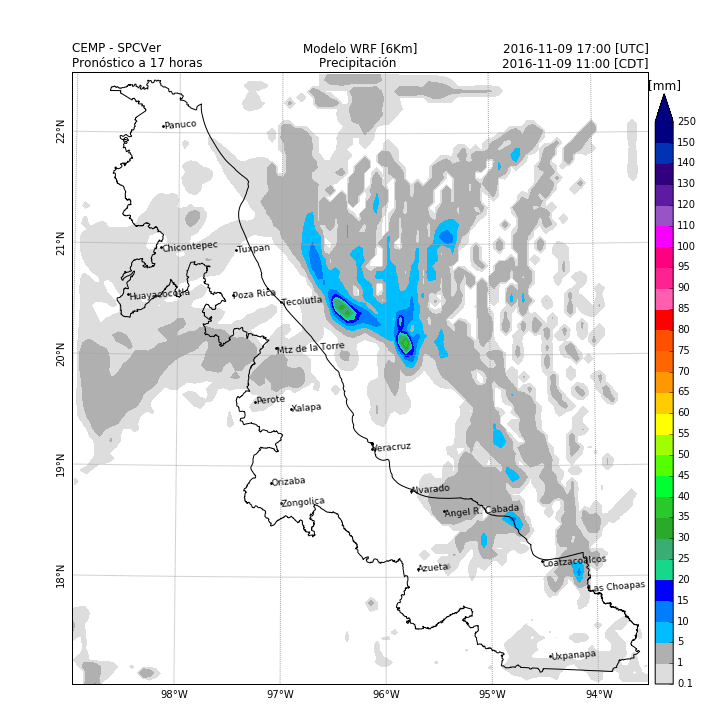 CEMP - SPCVer Modelo WRF [6Km] 2016-11-09 17:00 [UTC]
Pronóstico a 17 horas Precipitación 2016-11-09 11:00 [CDT]
[mm]
250
22°N Panuco
150
140
130
120
110
21°N Chicontepec Tuxpan 100
95
90
Huayacocotla Poza Rica Tecolutla
85
80
75
20°N Mtz de la Torre
70
65
Perote Xalapa
60
55
Veracruz
50
19°N
45
Orizaba Alvarado
40
Zongolica Angel R. Cabada
35
30
Coatzacoalcos
25
18°N Azueta
20
Las Choapas
15
10
5
Uxpanapa
1
0.1
98°W 97°W 96°W 95°W 94°W